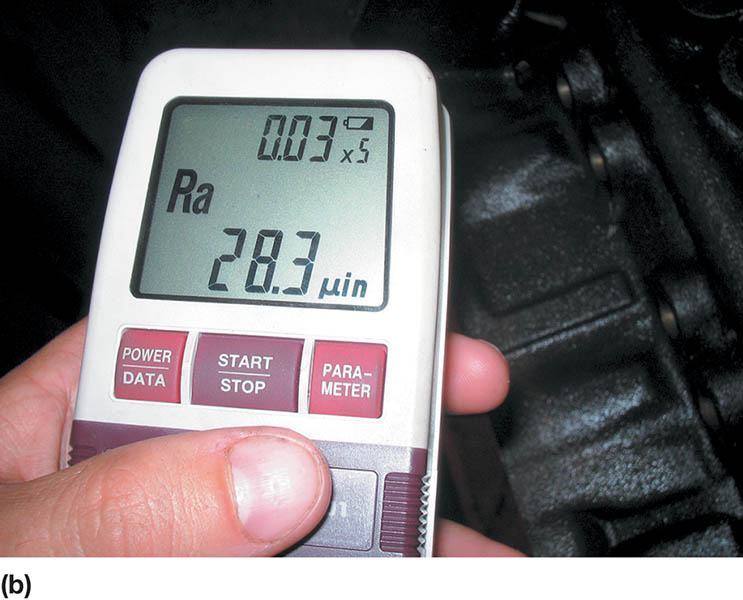 0.03
x5
Ra
28.3 µin
POWER
DATA
START
STOP
PARA-
METER
(b)